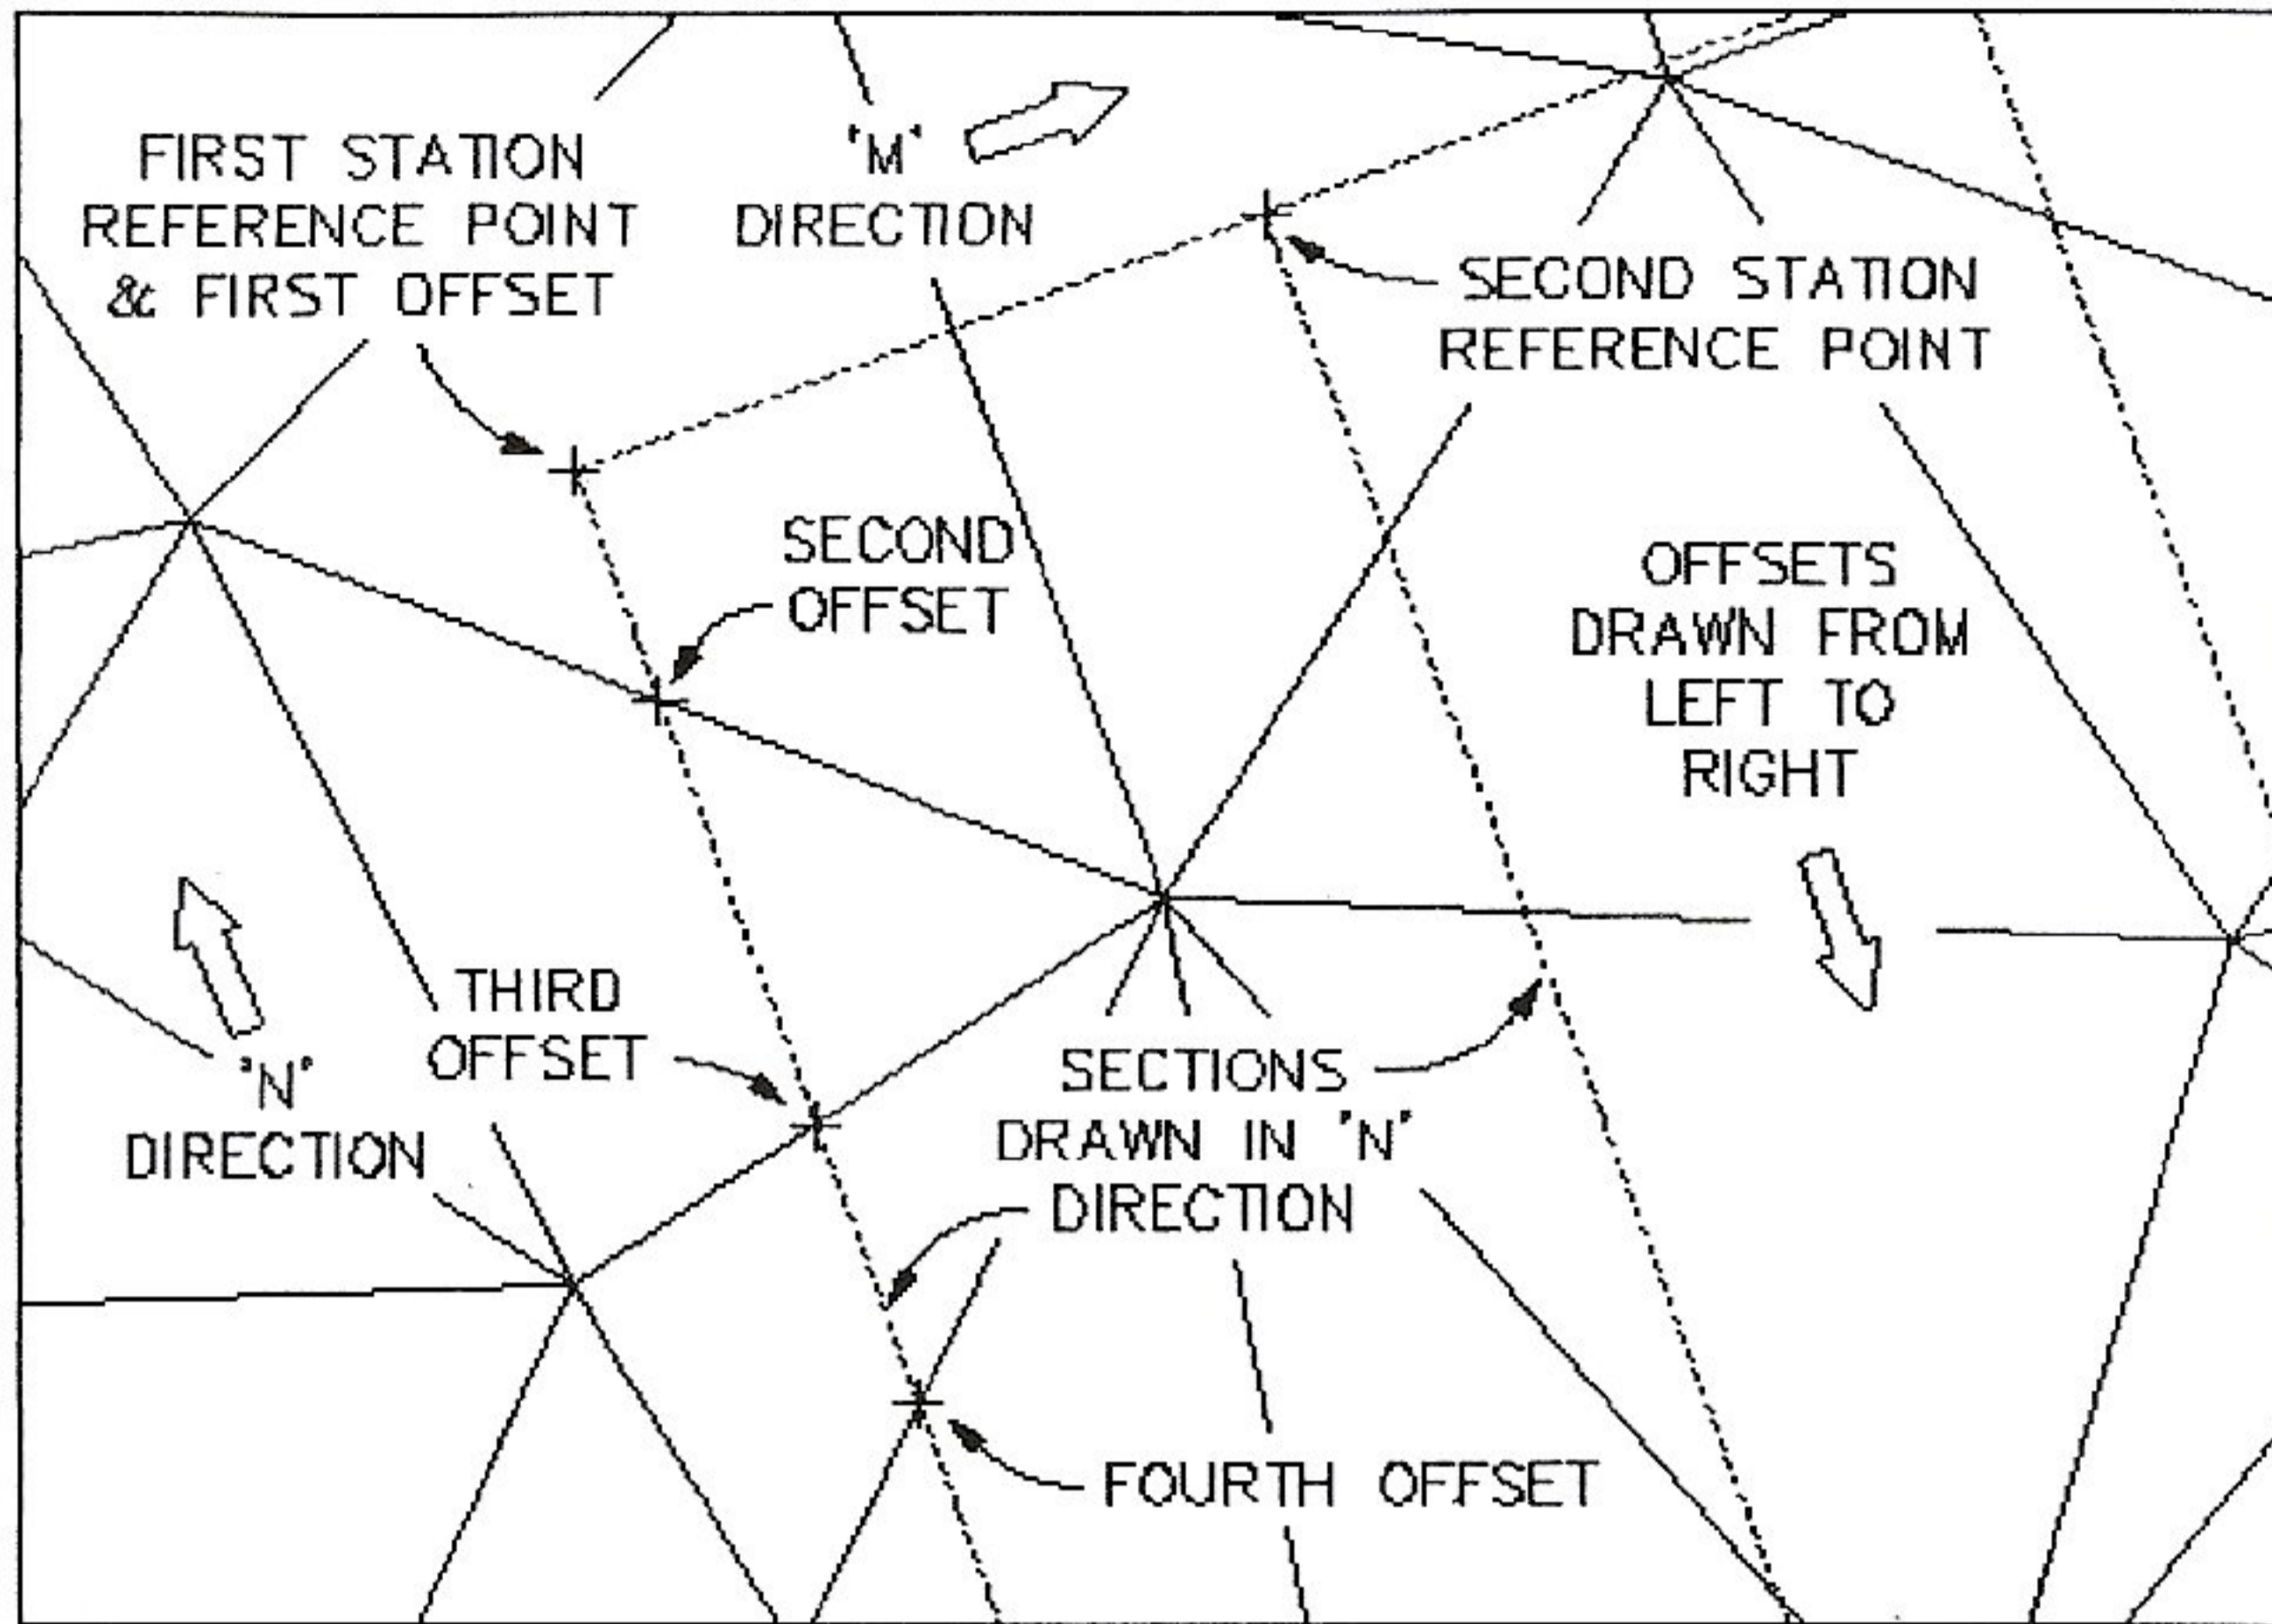 FIRST STATION
REFERENCE POINT
& FIRST OFFSET
"M"
DIRECTION
SECOND STATION
REFERENCE POINT
SECOND
OFFSET
OFFSETS
DRAWN FROM
LEFT TO
RIGHT
THIRD
OFFSET
"N"
DIRECTION
SECTIONS
DRAWN IN "N"
DIRECTION
FOURTH OFFSET